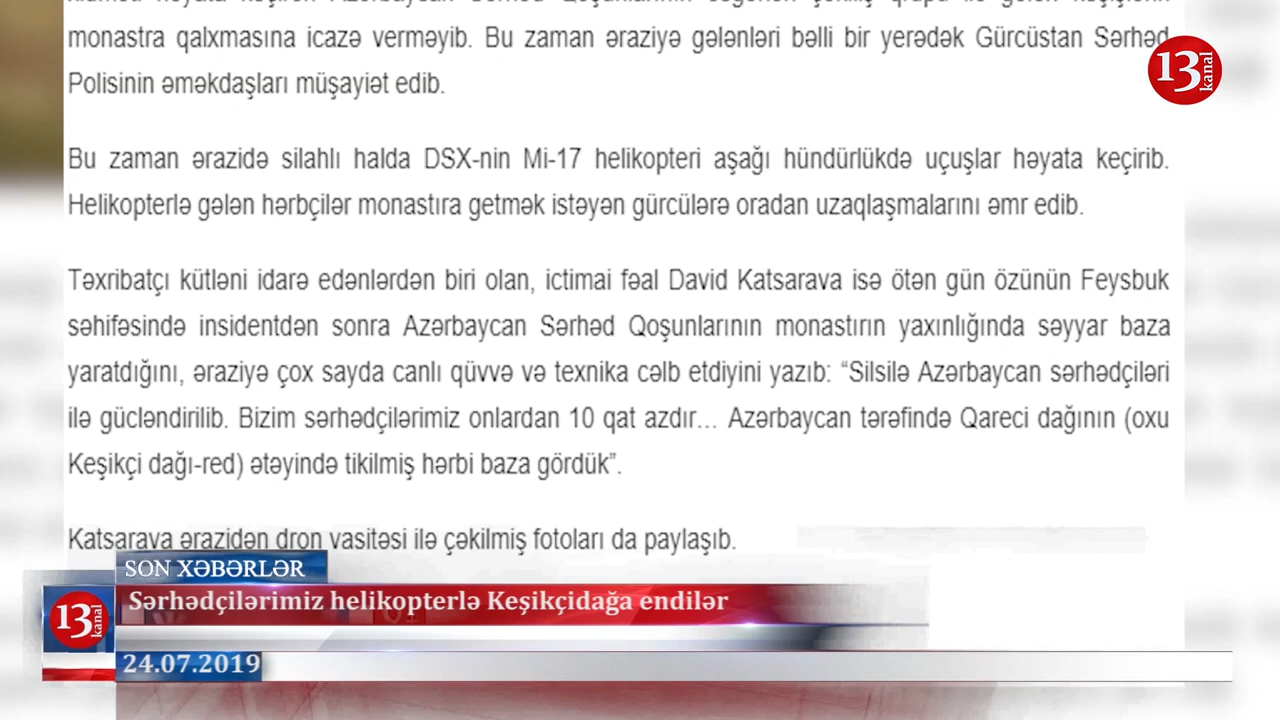 monastra qalxmasına icazə verməyib. Bu zaman əraziyə gələnləri bəlli bir yerədək Gürcüstan Sərhəd
Polisinin əməkdaşları müşayiət edib.
Bu zaman ərazidə silahlı halda DSX-nin Mi-17 helikopteri aşağı hündürlükdə uçuşlar həyata keçirib.
Helikopterlə gələn hərbçilər monastıra getmək istəyən gürcülərə oradan uzaqlaşmalarını əmr edib.
Təxribatçı kütləni idarə edənlərdən biri olan, ictimai fəal David Katsarava isə ötən gün özünün Feysbuk
səhifəsində insidentdən sonra Azərbaycan Sərhəd Qoşunlarının monastırın yaxınlığında səyyar baza
yaratdığını, əraziyə çox sayda canlı qüvvə və texnika cəlb etdiyini yazıb: “Silsilə Azərbaycan sərhədçiləri
ilə gücləndirilib. Bizim sərhədçilərimiz onlardan 10 qat azdır... Azərbaycan tərəfində Qareci dağının (oxu
Keşikçi dağı-red) ətəyində tikilmiş hərbi baza gördük”.
Katsarava ərazidən dron vasitəsi ilə çəkilmiş fotoları da paylaşıb.
13 kanal
SON XƏBƏRLƏR
Sərhədçilərimiz helikopterlə Keşikçidağa endilər
13 kanal
24.07.2019